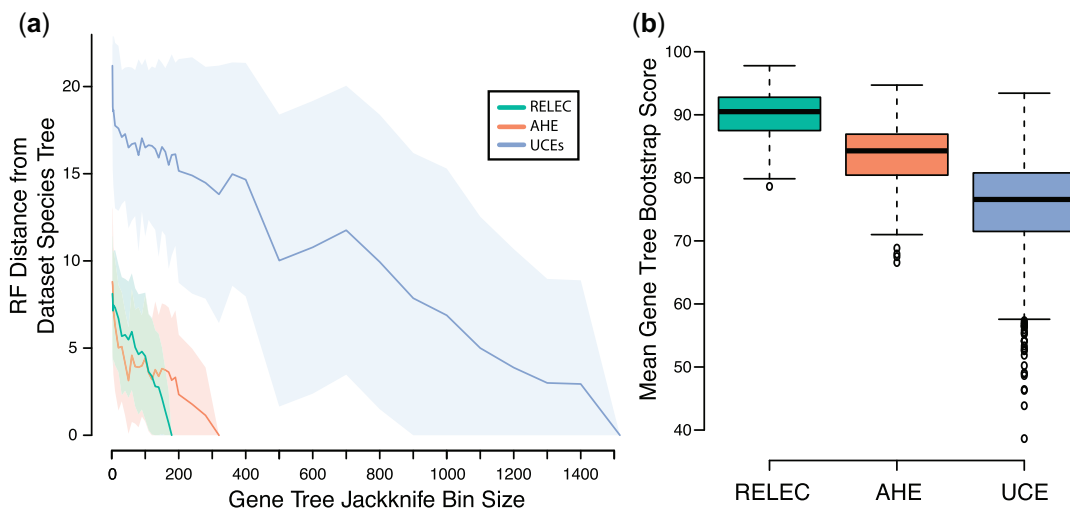 (a)
RF Distance from
Dataset Species Tree
20
15
10
5
0
RELEC
AHE
UCEs
0 200 400 600 800 1000 1200 1400
Gene Tree Jackknife Bin Size
(b)
Mean Gene Tree Bootstrap Score
100
90
80
70
60
50
40
RELEC AHE UCE